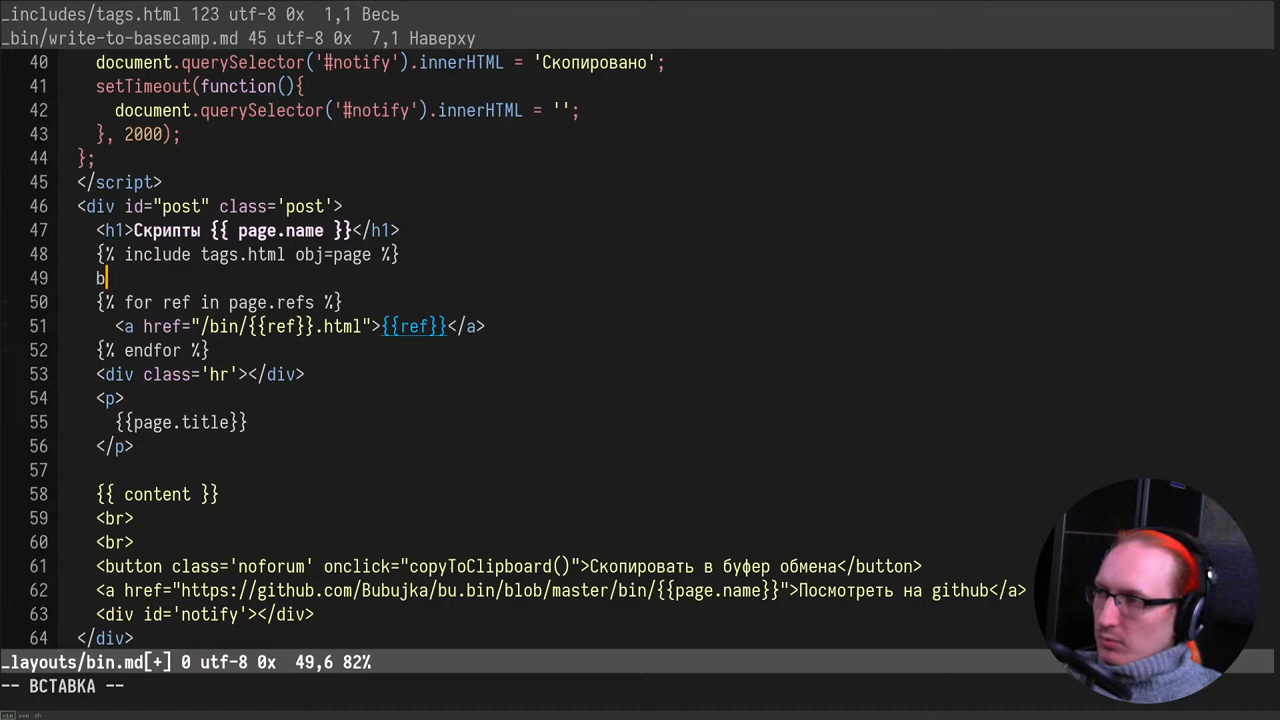 _includes/tags.html 123 utf-8 0x  1,1 Весь
_bin/write-to-basecamp.md 45 utf-8 0x  7,1 Наверху
40     document.querySelector('#notify').innerHTML = 'Скопировано';
41     setTimeout(function(){
42       document.querySelector('#notify').innerHTML = '';
43     }, 2000);
44   };
45   </script>
46   <div id="post" class='post'>
47     <h1>Скрипты {{ page.name }}</h1>
48     {% include tags.html obj=page %}
49     b
50     {% for ref in page.refs %}
51       <a href="/bin/{{ref}}.html">{{ref}}</a>
52     {% endfor %}
53     <div class='hr'></div>
54     <p>
55       {{page.title}}
56     </p>
57
58     {{ content }}
59     <br>
60     <br>
61     <button class='noforum' onclick="copyToClipboard()">Скопировать в буфер обмена</button>
62     <a href="https://github.com/Bubujka/bu.bin/blob/master/bin/{{page.name}}">Посмотреть на github</a>
63     <div id='notify'></div>
64   </div>
_layouts/bin.md[+] 0 utf-8 0x  49,6 82%
-- ВСТАВКА --